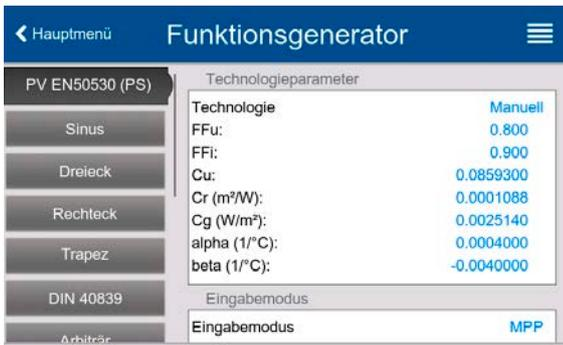 Hauptmenü
Funktionsgenerator
PV EN50530 (PS)
Sinus
Dreieck
Rechteck
Trapez
DIN 40839
Arbiträr
Technologieparameter
Technologie Manuell
FFu: 0.800
FFi: 0.900
Cu: 0.0859300
Cr (m²/W): 0.0001088
Cg (W/m²): 0.0025140
alpha (1/°C): 0.0004000
beta (1/°C): -0.0040000
Eingabemodus
Eingabemodus MPP